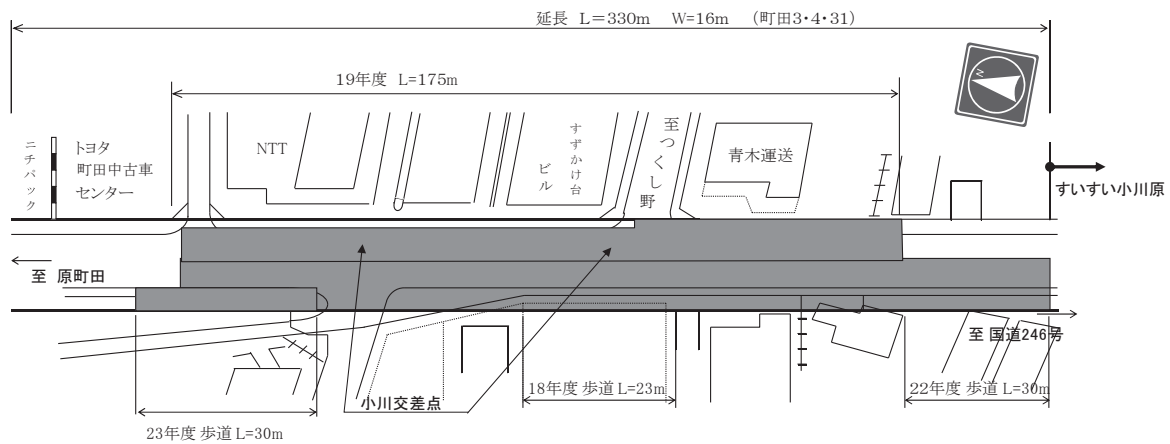 延長 L=330m W=16m (町田3・4・31)
19年度 L=175m
N
ニチパック
トヨタ
町田中古車
センター
NTT
すずかけ台
ビル
至つくし野
青木運送
すいすい小川原
至 原町田
至 国道246号
小川交差点
18年度 歩道 L=23m
22年度 歩道 L=30m
23年度 歩道 L=30m